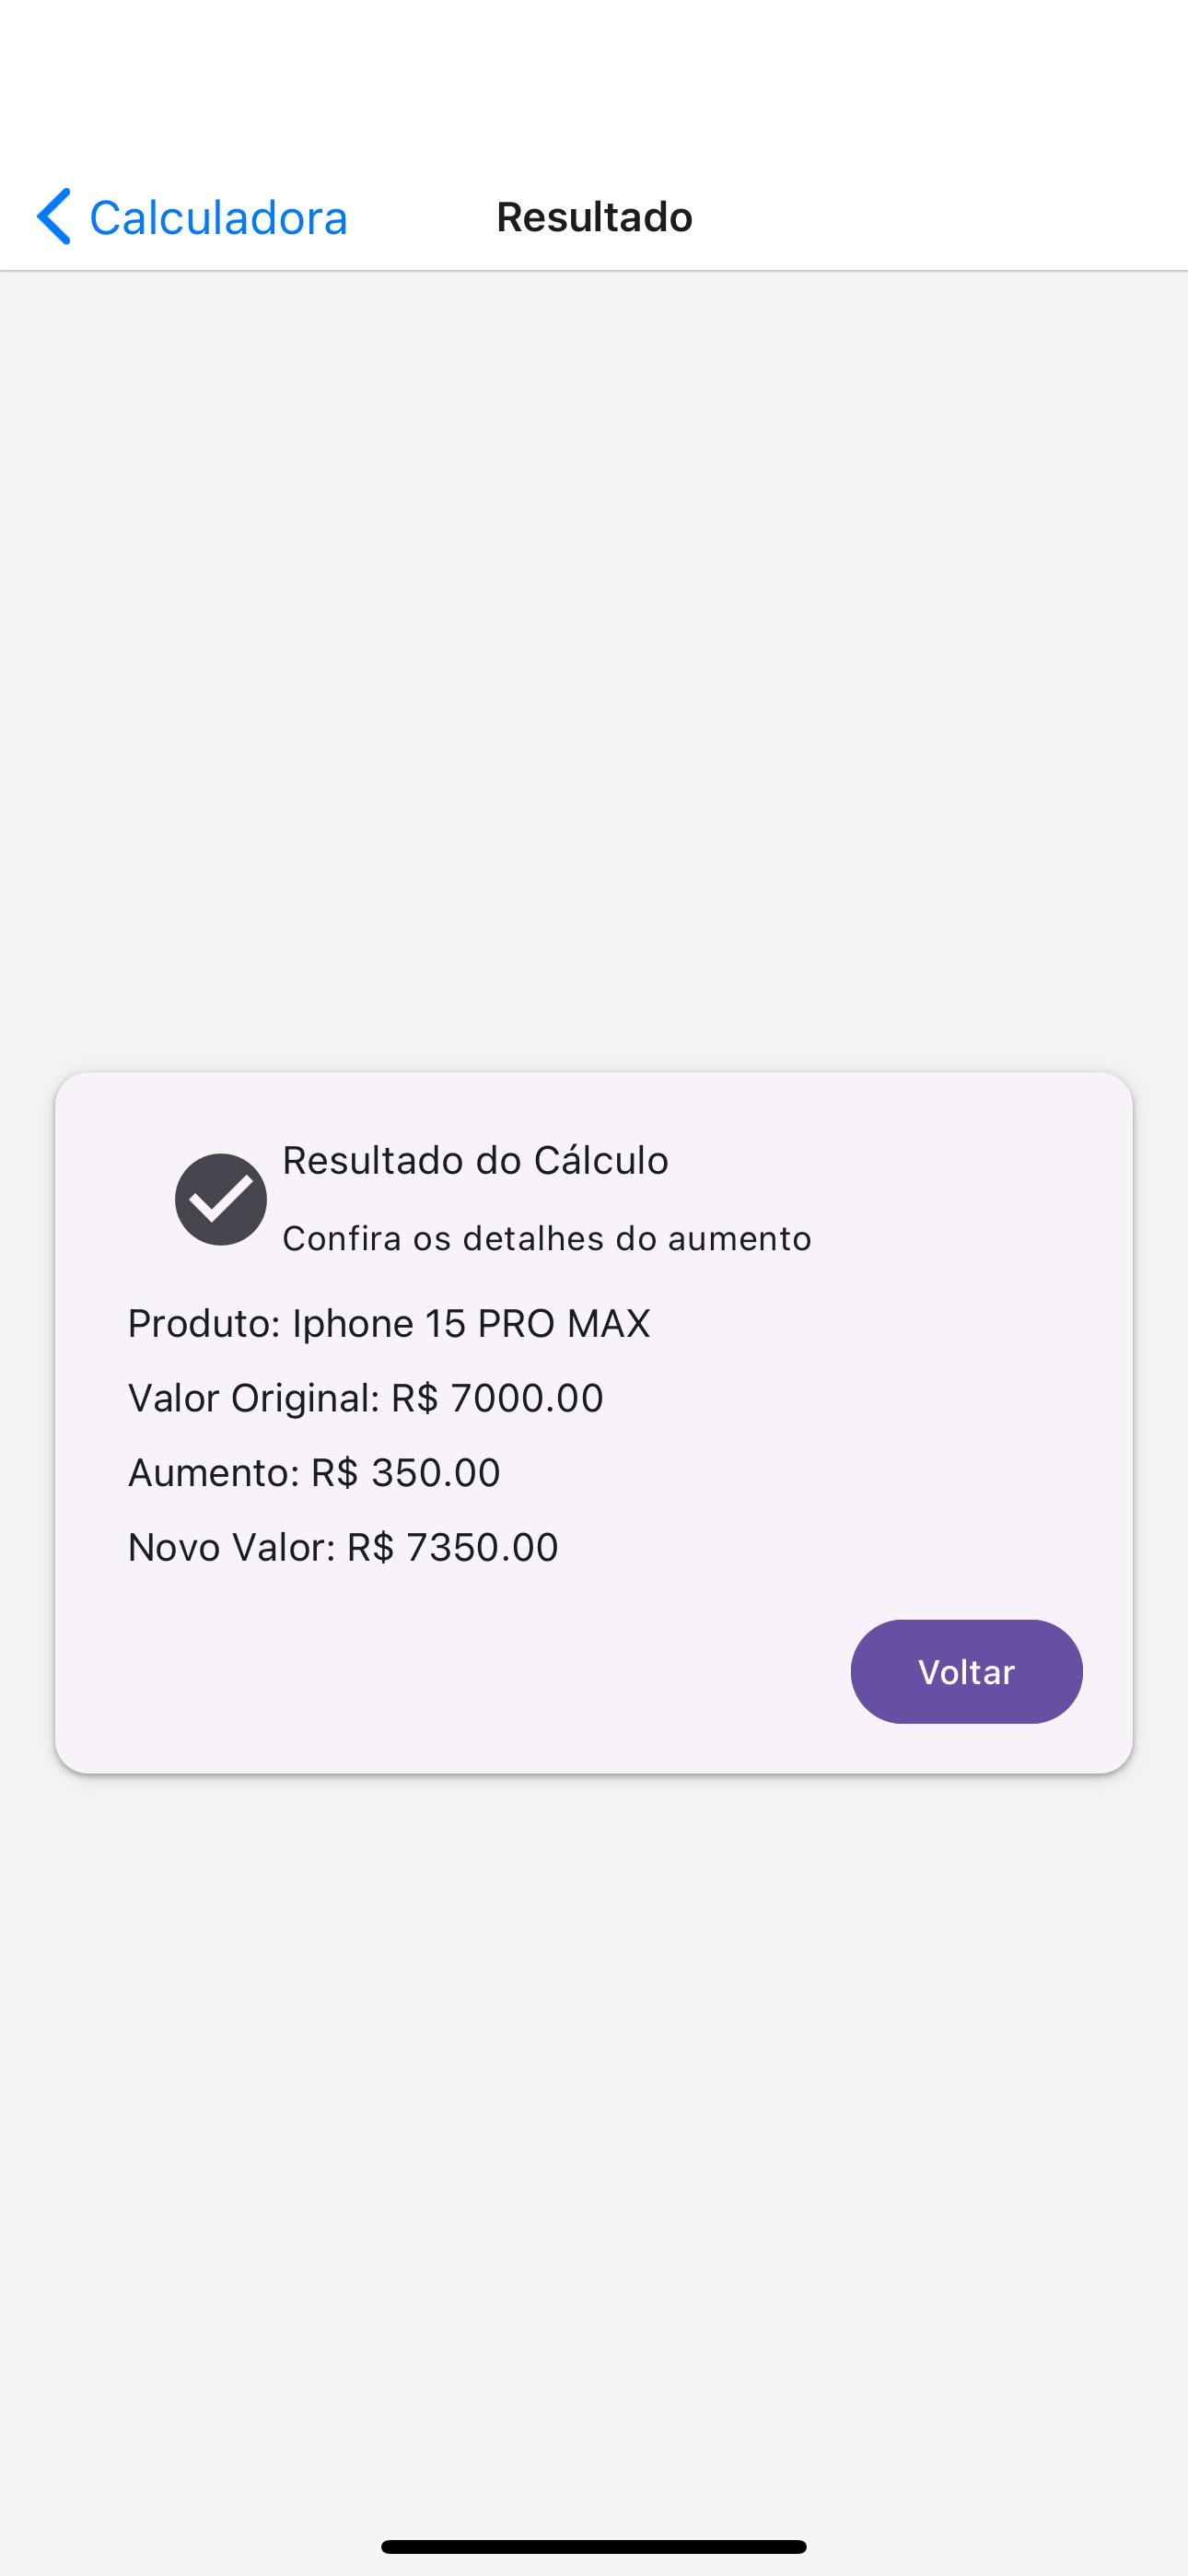 Calculadora
Resultado
Resultado do Cálculo
Confira os detalhes do aumento
Produto: Iphone 15 PRO MAX
Valor Original: R$ 7000.00
Aumento: R$ 350.00
Novo Valor: R$ 7350.00
Voltar